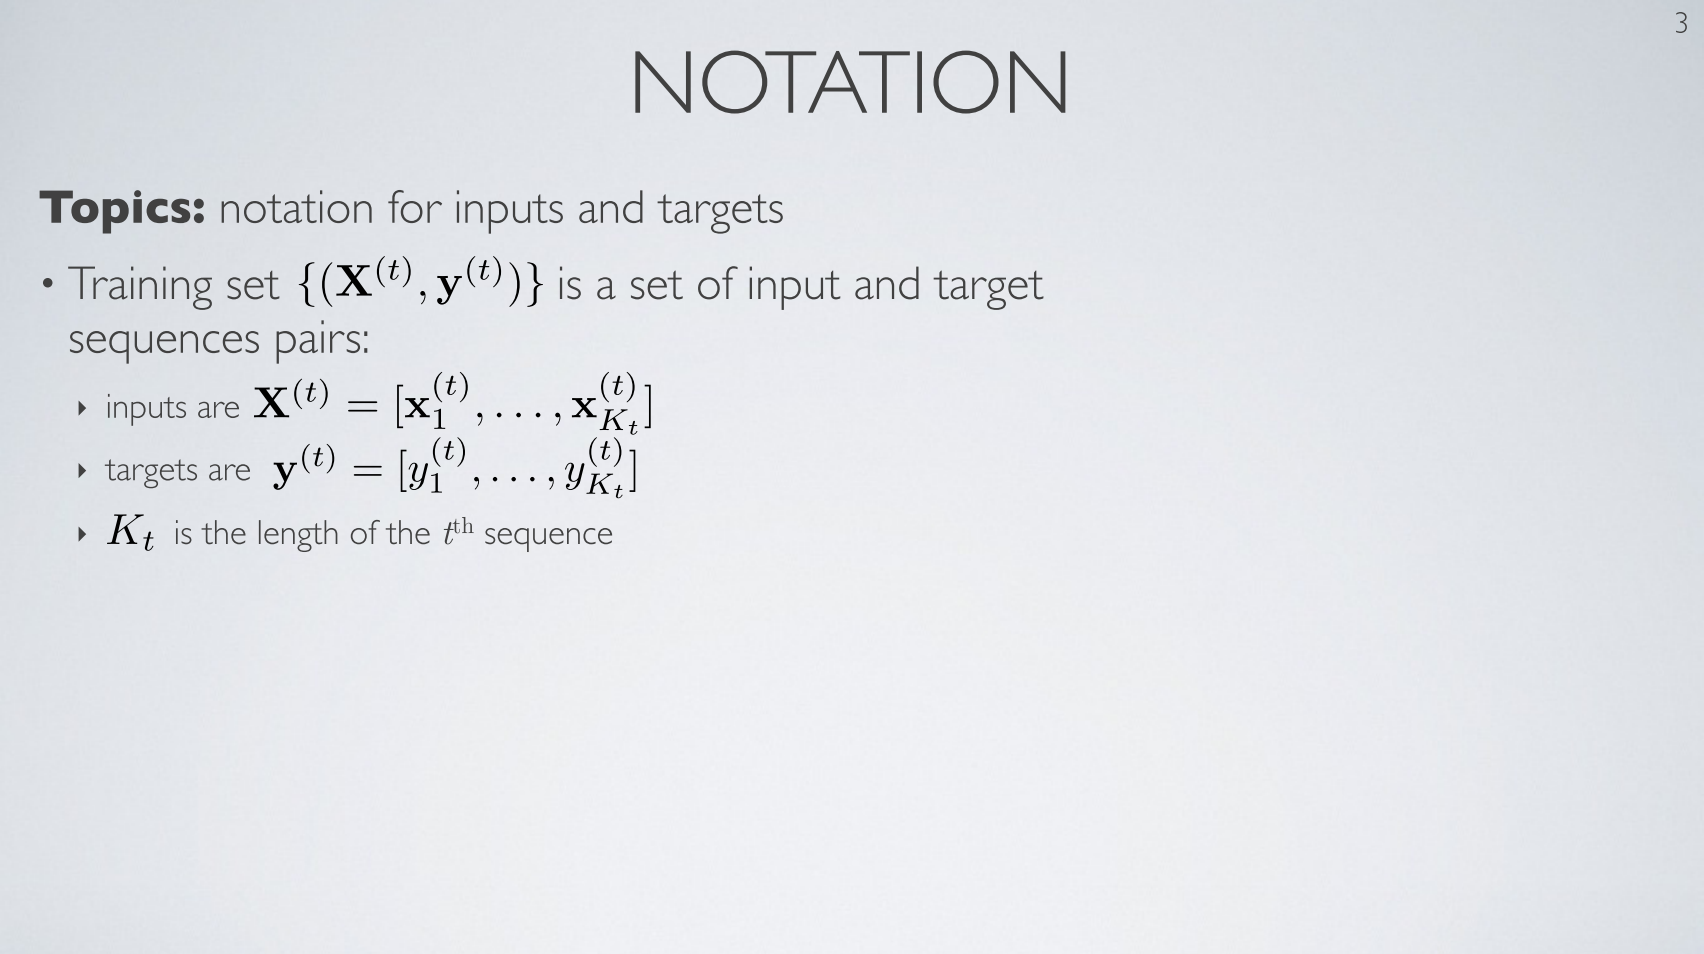 3
NOTATION
Topics: notation for inputs and targets
• Training set $\{(\mathbf{X}^{(t)}, \mathbf{y}^{(t)})\}$ is a set of input and target
sequences pairs:
‣ inputs are $\mathbf{X}^{(t)} = [\mathbf{x}_1^{(t)}, \ldots, \mathbf{x}_{K_t}^{(t)}]$
‣ targets are $\mathbf{y}^{(t)} = [y_1^{(t)}, \ldots, y_{K_t}^{(t)}]$
‣ $K_t$ is the length of the $t^{\text{th}}$ sequence